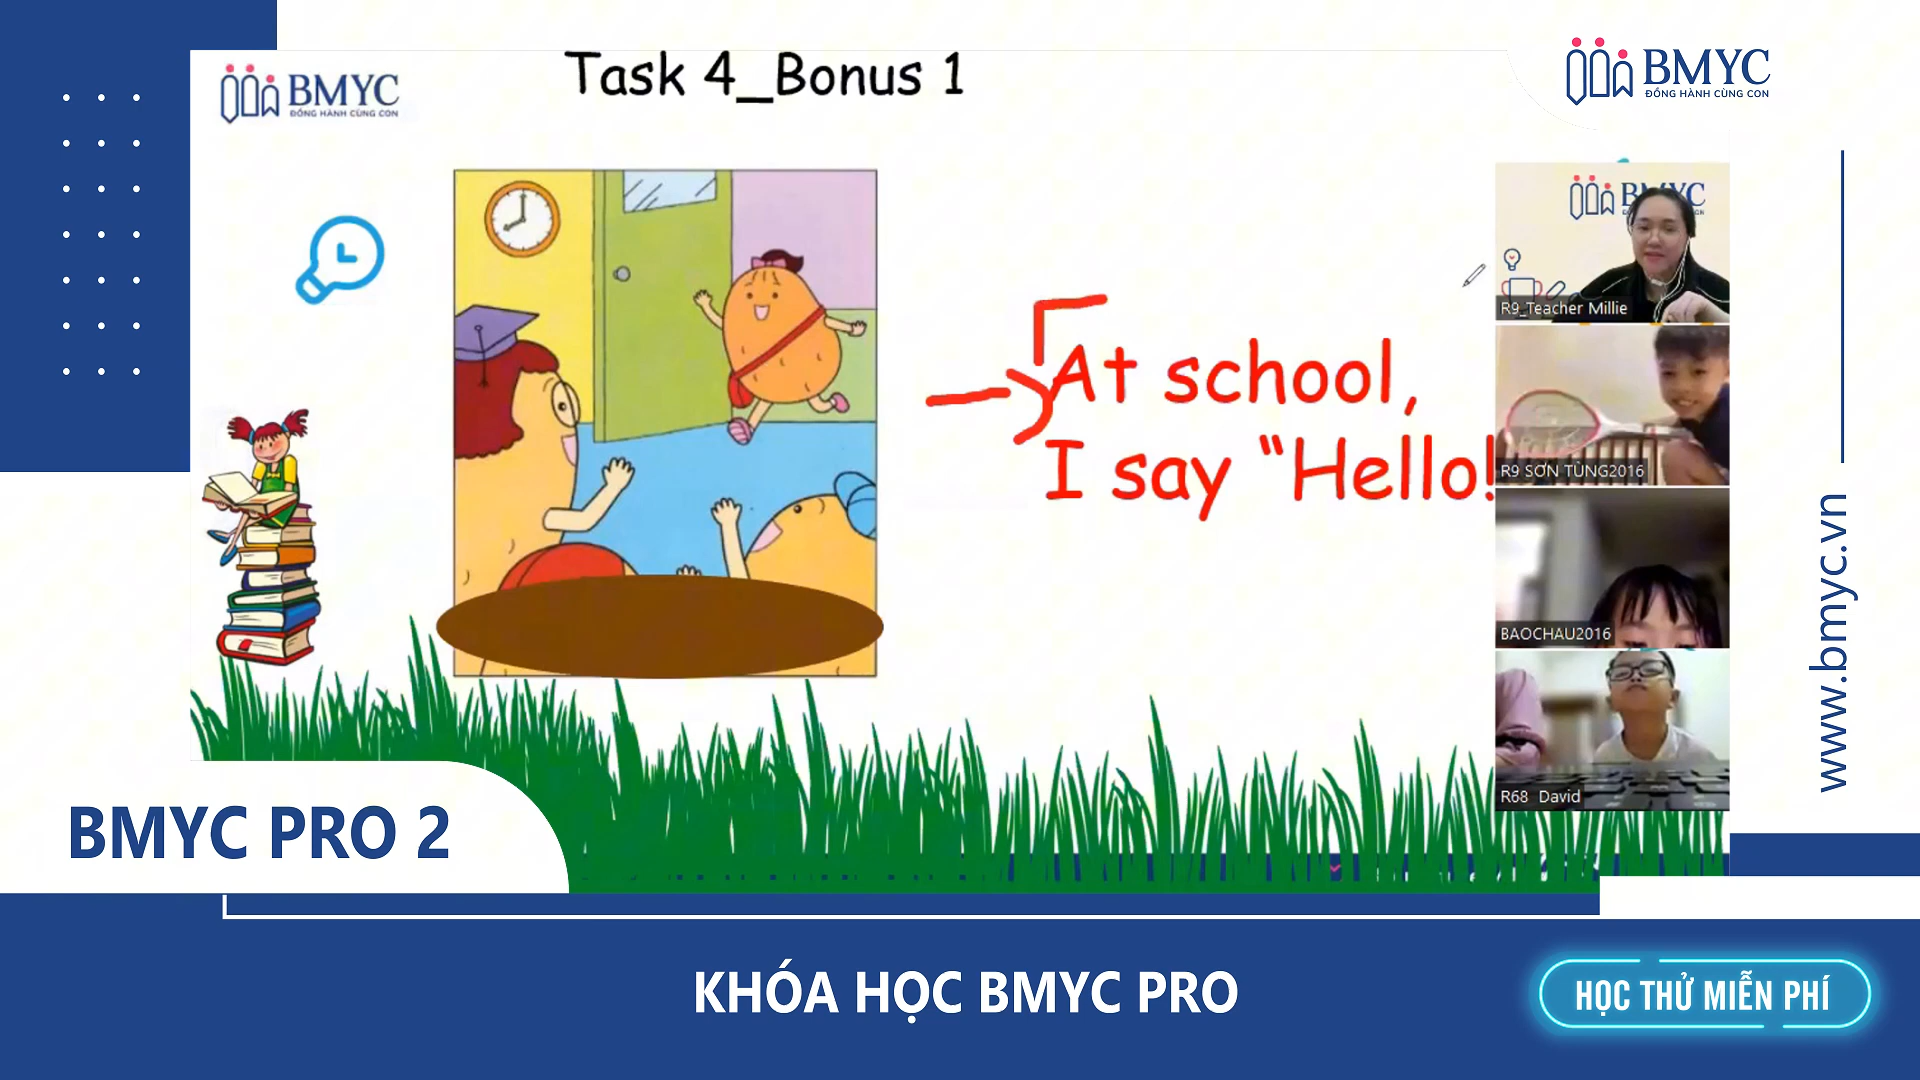 Task 4_Bonus 1
BMYC
ĐỒNG HÀNH CÙNG CON
BMYC
ĐỒNG HÀNH CÙNG CON
At school,
I say “Hello!
R9_Teacher Millie
R9 SƠN TÙNG2016
BAOCHAU2016
R68 David
www.bmyc.vn
BMYC PRO 2
KHÓA HỌC BMYC PRO
HỌC THỬ MIỄN PHÍ